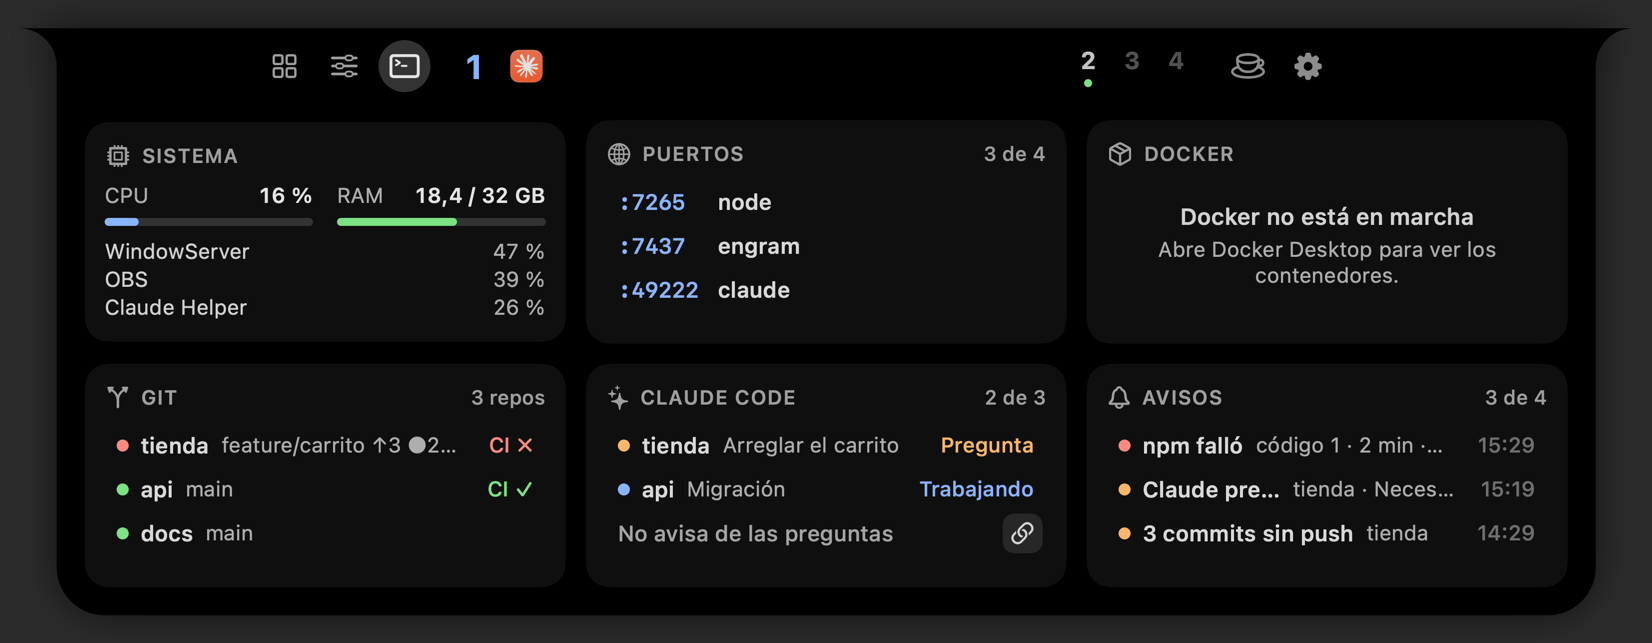 1
2 3 4
SISTEMA
CPU 16 % RAM 18,4 / 32 GB
WindowServer 47 %
OBS 39 %
Claude Helper 26 %
PUERTOS 3 de 4
:7265 node
:7437 engram
:49222 claude
DOCKER
Docker no está en marcha
Abre Docker Desktop para ver los
contenedores.
GIT 3 repos
tienda feature/carrito ↑3 ●2... CI ✕
api main CI ✓
docs main
CLAUDE CODE 2 de 3
tienda Arreglar el carrito Pregunta
api Migración Trabajando
No avisa de las preguntas
AVISOS 3 de 4
npm falló código 1 · 2 min ·... 15:29
Claude pre... tienda · Neces... 15:19
3 commits sin push tienda 14:29